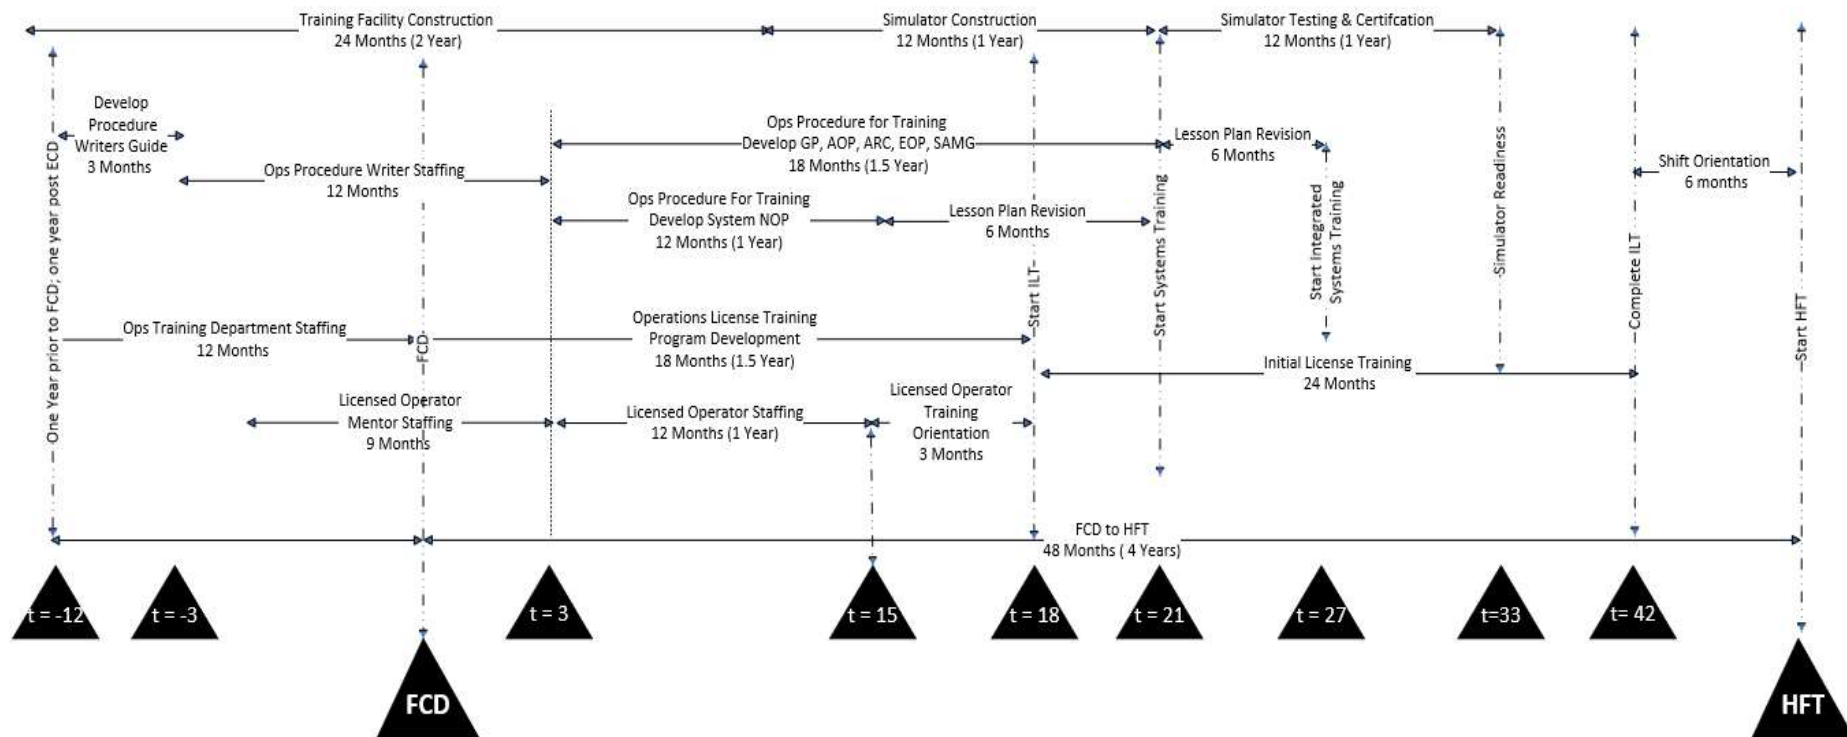 Training Facility Construction
24 Months (2 Year)
Simulator Construction
12 Months (1 Year)
Simulator Testing & Certifcation
12 Months (1 Year)
Develop
Procedure
Writers Guide
3 Months
Ops Procedure Writer Staffing
12 Months
Ops Procedure for Training
Develop GP, AOP, ARC, EOP, SAMG
18 Months (1.5 Year)
Lesson Plan Revision
6 Months
Shift Orientation
6 months
Ops Procedure For Training
Develop System NOP
12 Months (1 Year)
Lesson Plan Revision
6 Months
One Year prior to FCD; one year post ECD
FCD
Start ILT
Start Systems Training
Start Integrated
Systems Training
Simulator Readiness
Complete ILT
Start HFT
Ops Training Department Staffing
12 Months
Operations License Training
Program Development
18 Months (1.5 Year)
Initial License Training
24 Months
Licensed Operator
Mentor Staffing
9 Months
Licensed Operator Staffing
12 Months (1 Year)
Licensed Operator
Training
Orientation
3 Months
FCD to HFT
48 Months ( 4 Years)
t = -12
t = -3
t = 3
t = 15
t = 18
t = 21
t = 27
t=33
t= 42
FCD
HFT